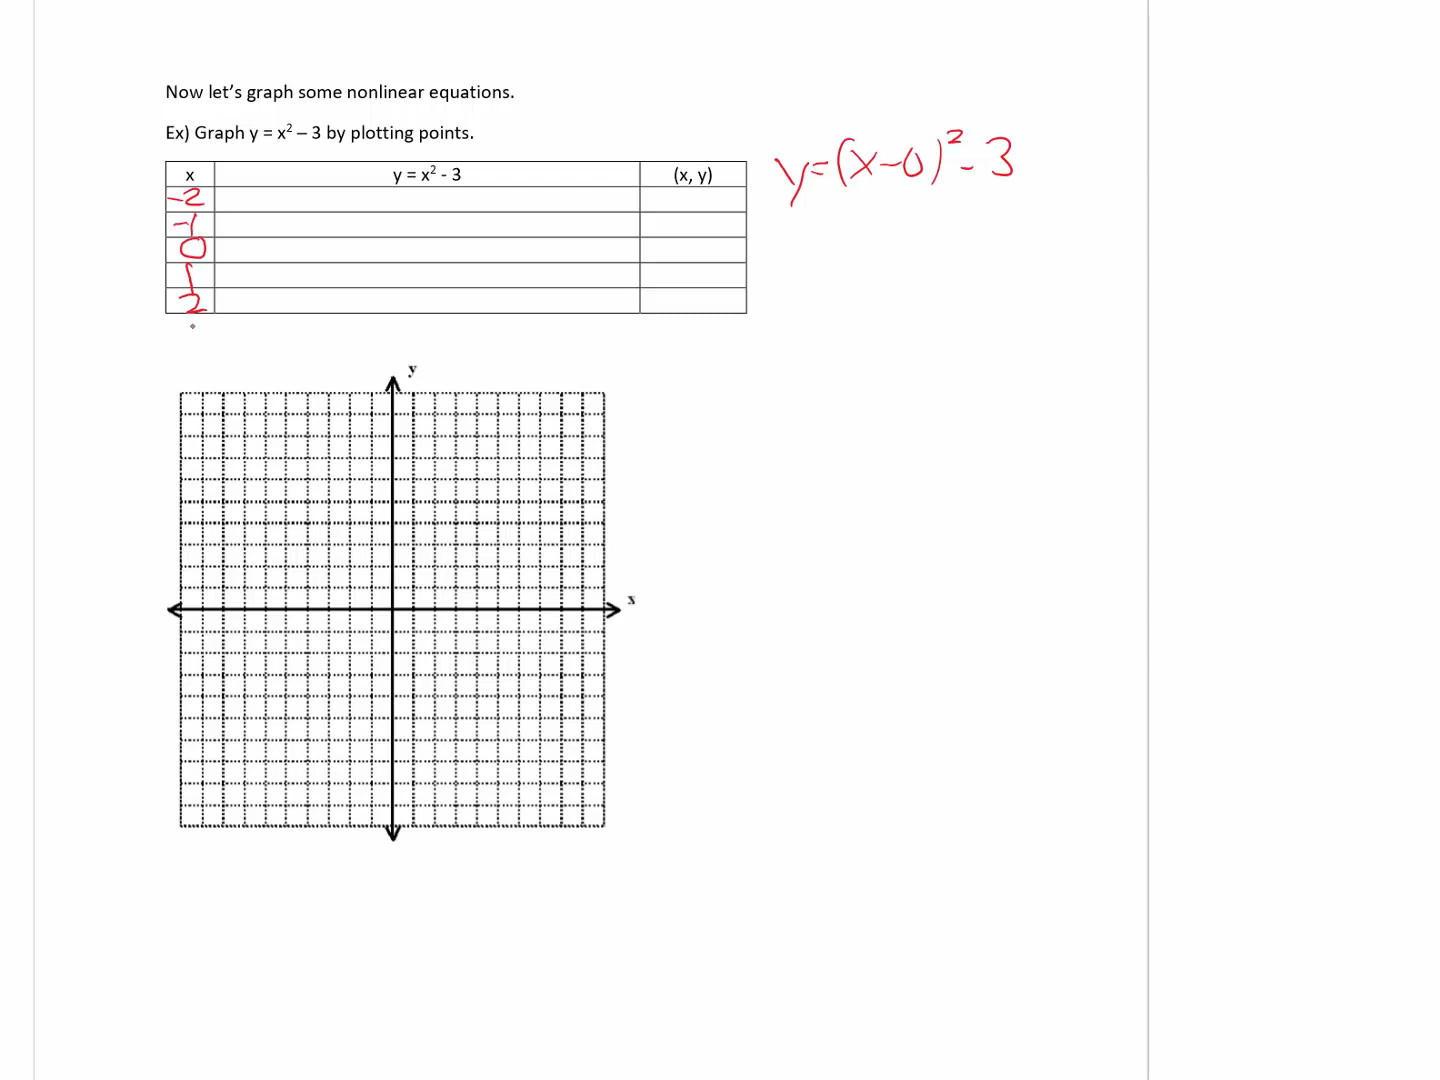 Now let's graph some nonlinear equations.
Ex) Graph y = x² – 3 by plotting points.
y=(x-0)²-3
x y = x² - 3 (x, y)
-2
-1
0
1
2
y
x